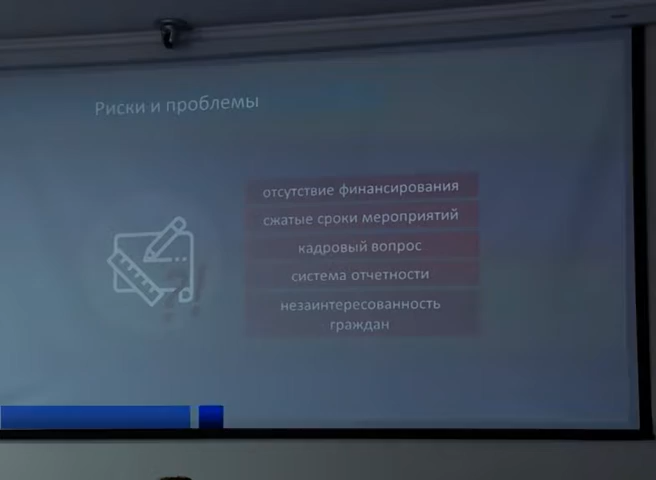 Риски и проблемы
отсутствие финансирования
сжатые сроки мероприятий
кадровый вопрос
система отчетности
незаинтересованность
граждан
?!